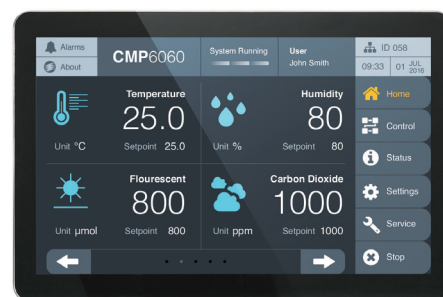 Alarms
About
CMP6060
System Running
User
John Smith
ID 058
09:33 01 JUL 2016
Temperature
25.0
Unit °C Setpoint 25.0
Humidity
80
Unit % Setpoint 80
Flourescent
800
Unit µmol Setpoint 800
Carbon Dioxide
1000
Unit ppm Setpoint 1000
Home
Control
Status
Settings
Service
Stop